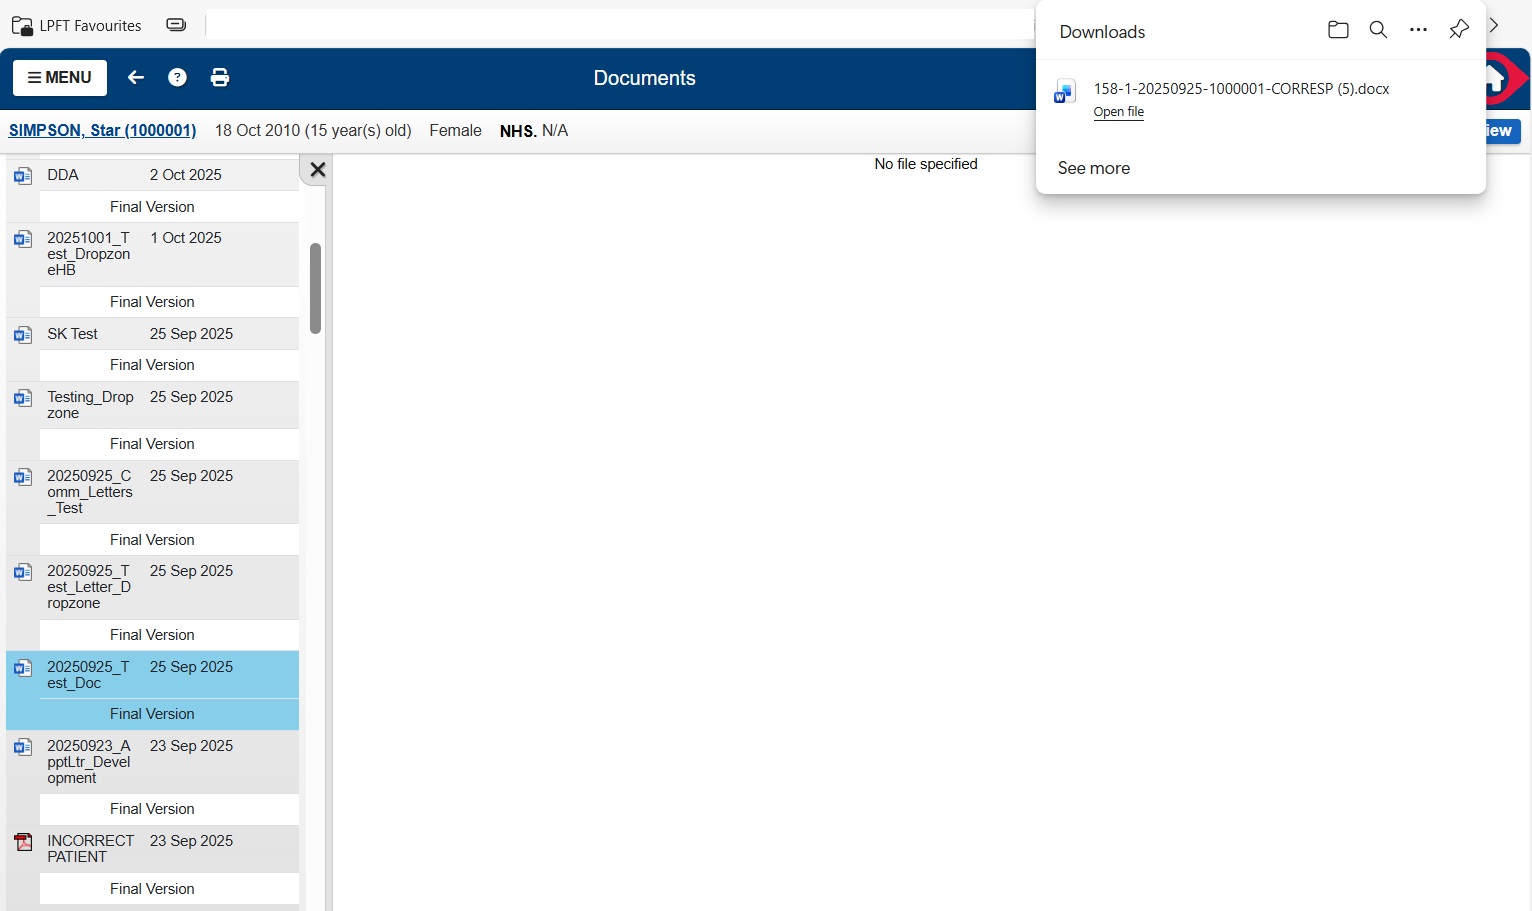 LPFT Favourites
Downloads
158-1-20250925-1000001-CORRESP (5).docx
Open file
See more
MENU
Documents
SIMPSON, Star (1000001) 18 Oct 2010 (15 year(s) old) Female NHS. N/A
iew
No file specified
DDA 2 Oct 2025
Final Version
20251001_T 1 Oct 2025
est_Dropzon
eHB
Final Version
SK Test 25 Sep 2025
Final Version
Testing_Drop 25 Sep 2025
zone
Final Version
20250925_C 25 Sep 2025
omm_Letters
_Test
Final Version
20250925_T 25 Sep 2025
est_Letter_D
ropzone
Final Version
20250925_T 25 Sep 2025
est_Doc
Final Version
20250923_A 23 Sep 2025
pptLtr_Devel
opment
Final Version
INCORRECT 23 Sep 2025
PATIENT
Final Version